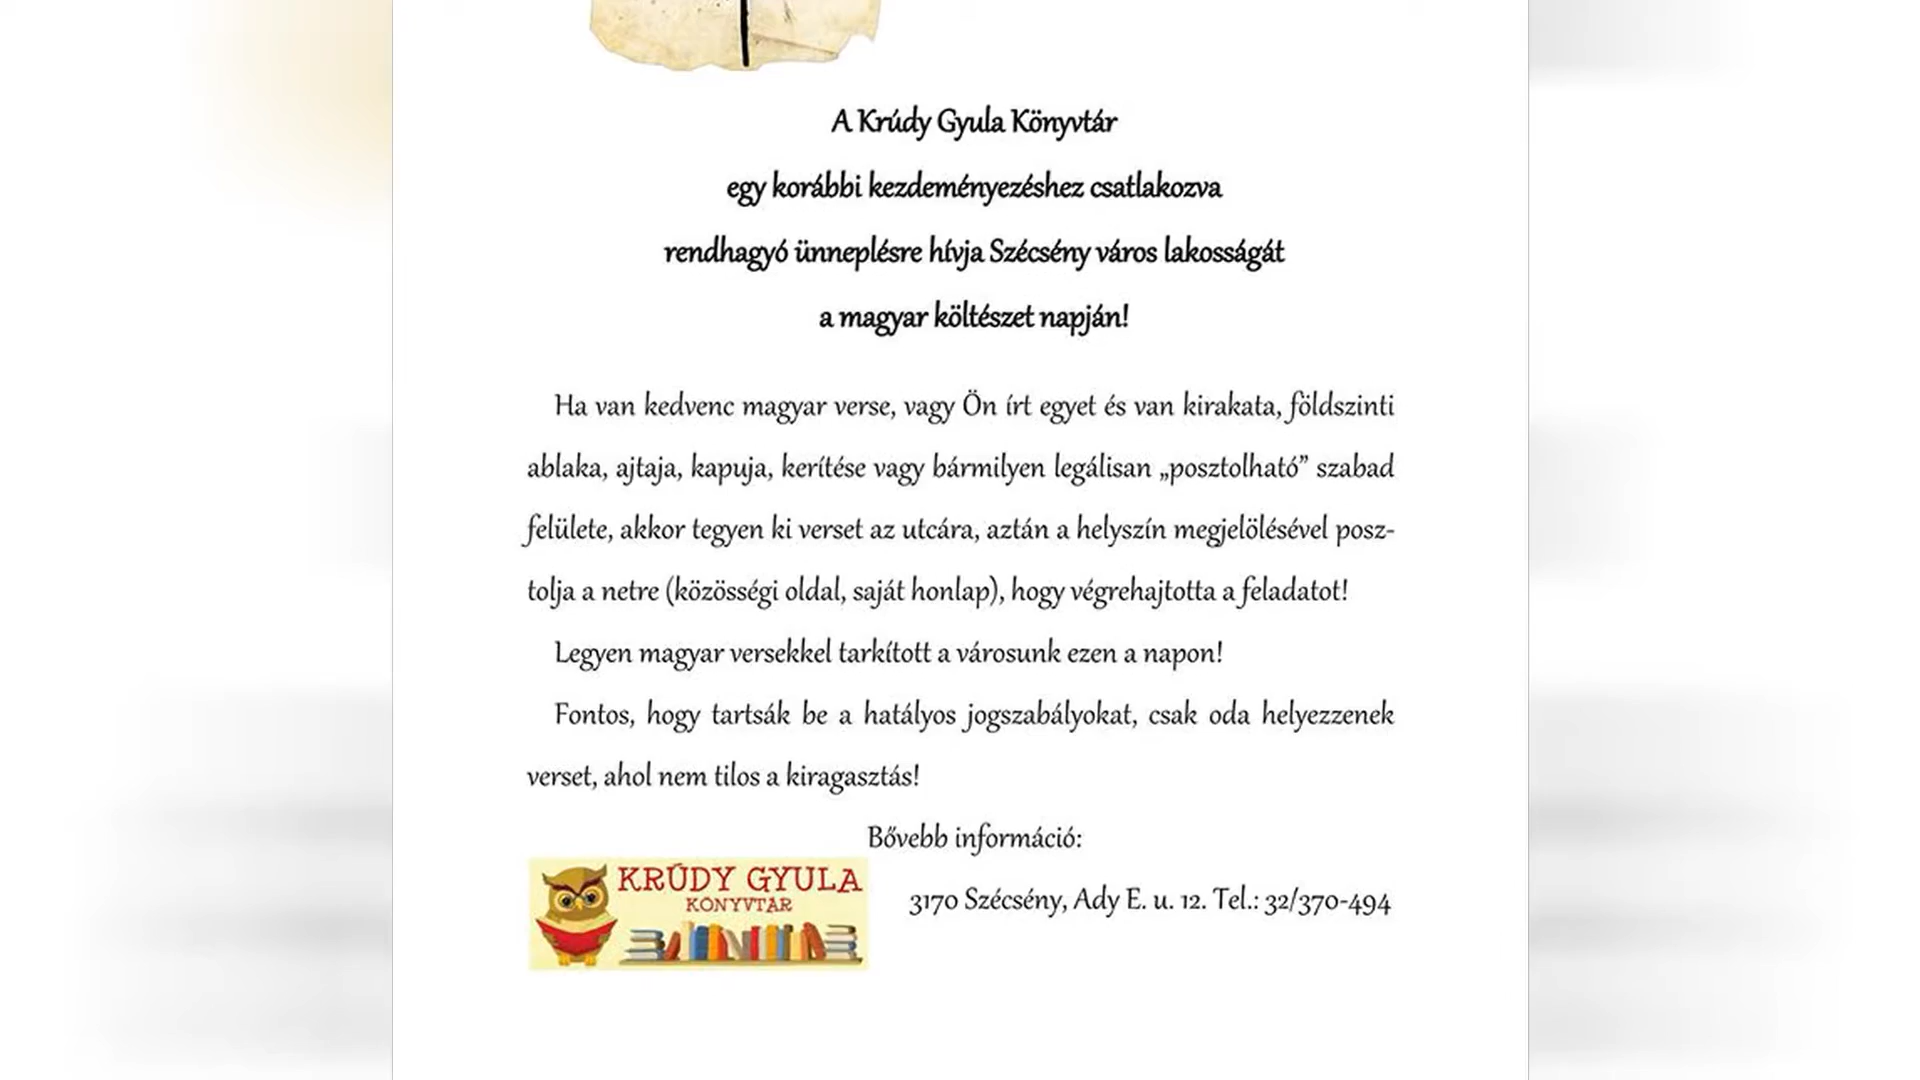 A Krúdy Gyula Könyvtár
egy korábbi kezdeményezéshez csatlakozva
rendhagyó ünneplésre hívja Szécsény város lakosságát
a magyar költészet napján!
Ha van kedvenc magyar verse, vagy Ön írt egyet és van kirakata, földszinti
ablaka, ajtaja, kapuja, kerítése vagy bármilyen legálisan „posztolható” szabad
felülete, akkor tegyen ki verset az utcára, aztán a helyszín megjelölésével posz-
tolja a netre (közösségi oldal, saját honlap), hogy végrehajtotta a feladatot!
Legyen magyar versekkel tarkított a városunk ezen a napon!
Fontos, hogy tartsák be a hatályos jogszabályokat, csak oda helyezzenek
verset, ahol nem tilos a kiragasztás!
Bővebb információ:
KRÚDY GYULA
KÖNYVTÁR
3170 Szécsény, Ady E. u. 12. Tel.: 32/370-494